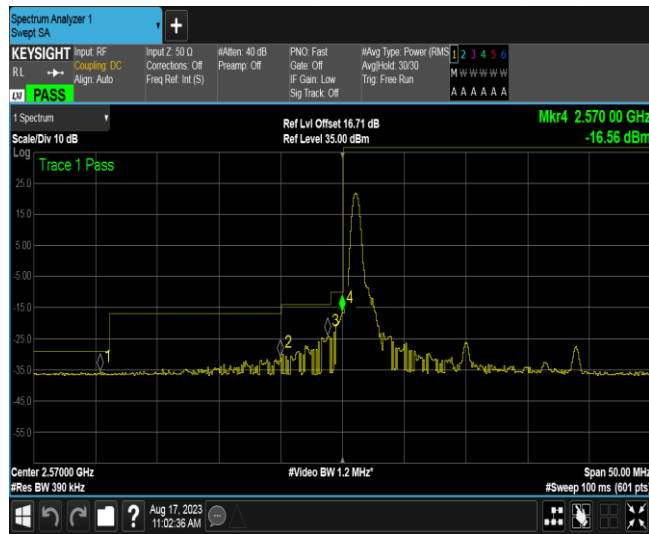 Spectrum Analyzer 1
Swept SA
+
KEYSIGHT
RL
LXI PASS
Input: RF
Coupling: DC
Align: Auto
Input Z: 50 Ω
Corrections: Off
Freq Ref: Int (S)
#Atten: 40 dB
Preamp: Off
PNO: Fast
Gate: Off
IF Gain: Low
Sig Track: Off
#Avg Type: Power (RMS
Avg|Hold: 30/30
Trig: Free Run
1 2 3 4 5 6
M W W W W W
A A A A A A
1 Spectrum
Scale/Div 10 dB
Ref Lvl Offset 16.71 dB
Ref Level 35.00 dBm
Mkr4 2.570 00 GHz
-16.56 dBm
Log
Trace 1 Pass
25.0
15.0
5.00
-5.00
-15.0
-25.0
-35.0
-45.0
-55.0
1
2
3
4
Center 2.57000 GHz
#Res BW 390 kHz
#Video BW 1.2 MHz*
Span 50.00 MHz
#Sweep 100 ms (601 pts
?
Aug 17, 2023
11:02:36 AM